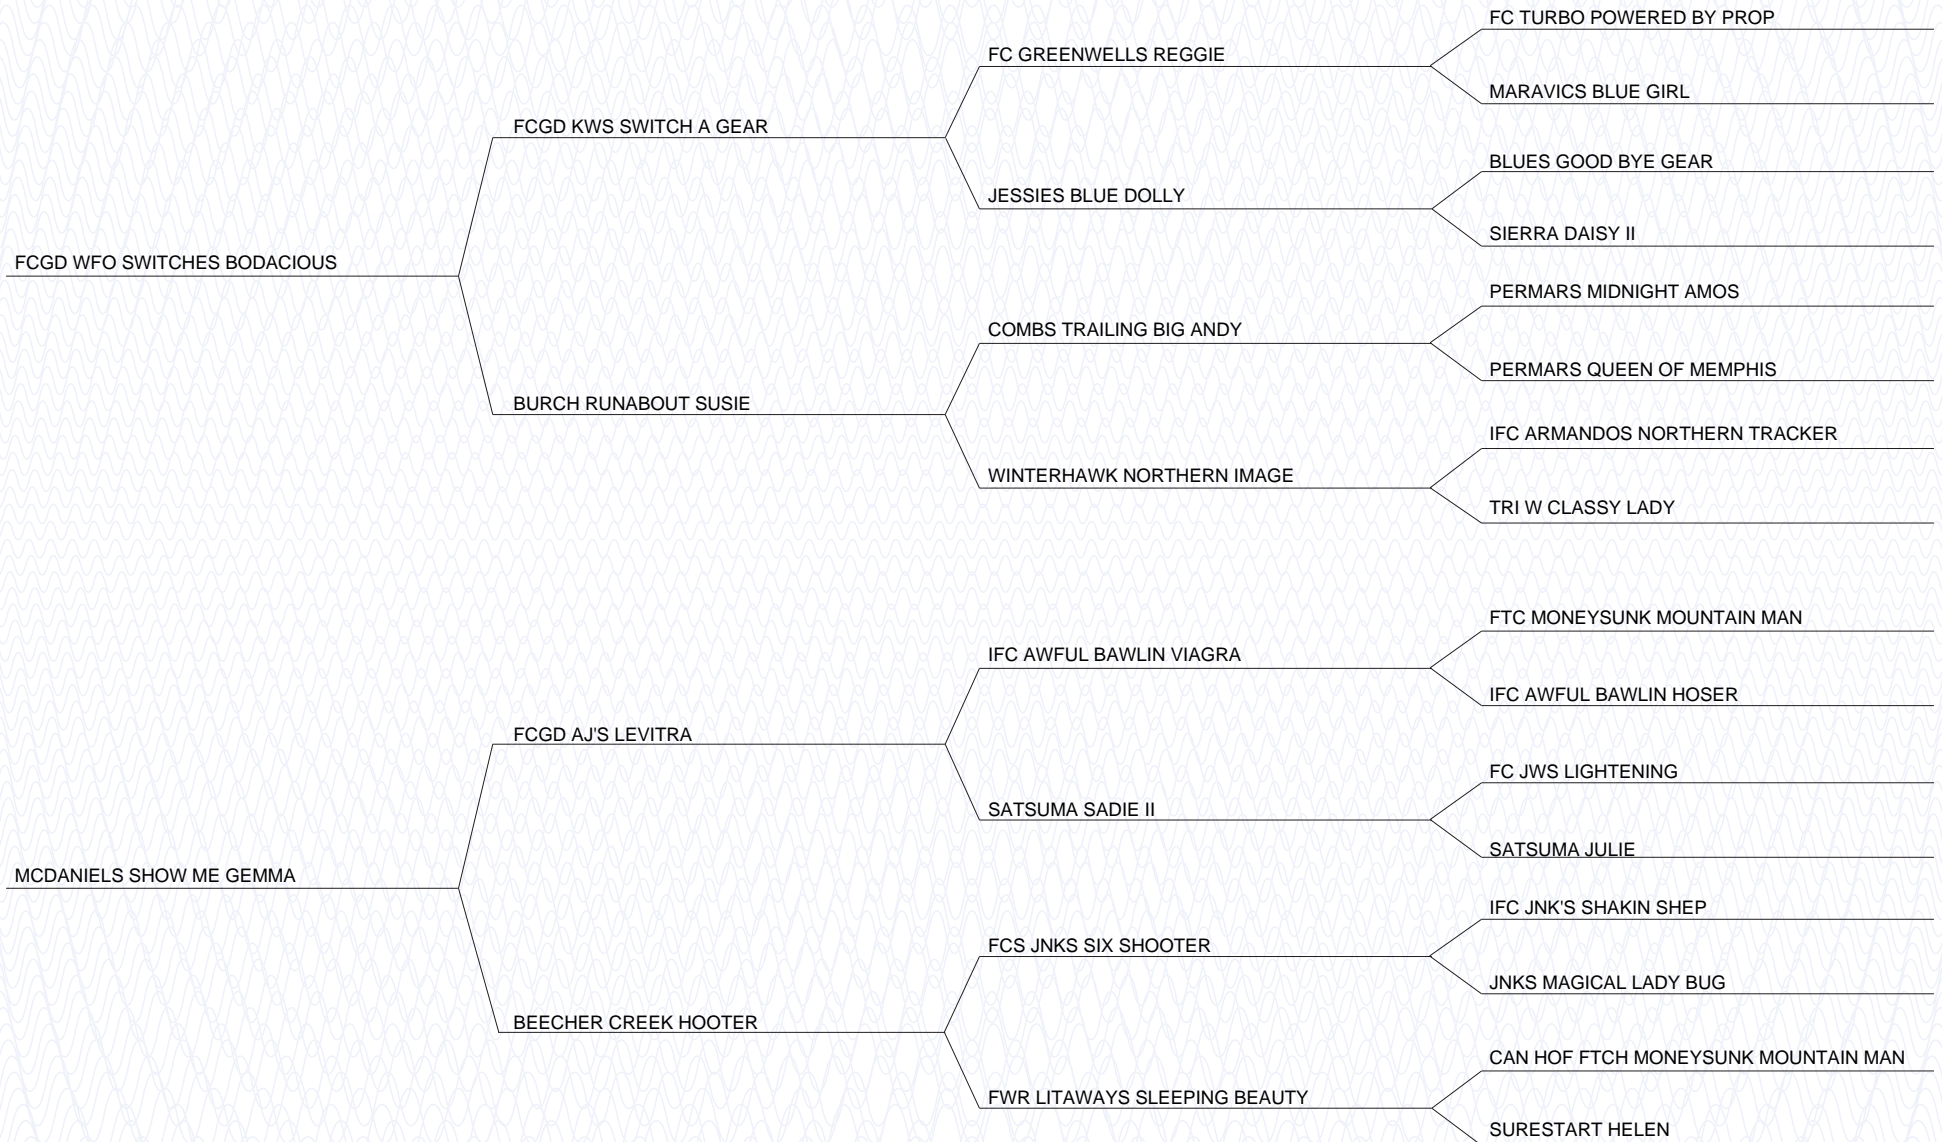 FC TURBO POWERED BY PROP
FC GREENWELLS REGGIE
MARAVICS BLUE GIRL
FCGD KWS SWITCH A GEAR
BLUES GOOD BYE GEAR
JESSIES BLUE DOLLY
SIERRA DAISY II
FCGD WFO SWITCHES BODACIOUS
PERMARS MIDNIGHT AMOS
COMBS TRAILING BIG ANDY
PERMARS QUEEN OF MEMPHIS
BURCH RUNABOUT SUSIE
IFC ARMANDOS NORTHERN TRACKER
WINTERHAWK NORTHERN IMAGE
TRI W CLASSY LADY
FTC MONEYSUNK MOUNTAIN MAN
IFC AWFUL BAWLIN VIAGRA
IFC AWFUL BAWLIN HOSER
FCGD AJ'S LEVITRA
FC JWS LIGHTENING
SATSUMA SADIE II
SATSUMA JULIE
MCDANIELS SHOW ME GEMMA
IFC JNK'S SHAKIN SHEP
FCS JNKS SIX SHOOTER
JNKS MAGICAL LADY BUG
BEECHER CREEK HOOTER
CAN HOF FTCH MONEYSUNK MOUNTAIN MAN
FWR LITAWAYS SLEEPING BEAUTY
SURESTART HELEN